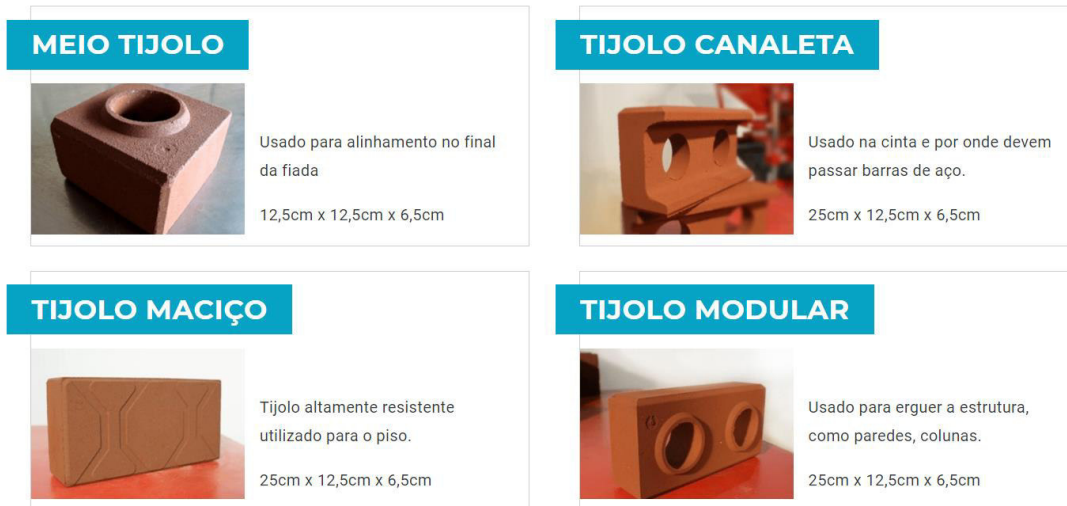 MEIO TIJOLO
Usado para alinhamento no final
da fiada
12,5cm x 12,5cm x 6,5cm
TIJOLO CANALETA
Usado na cinta e por onde devem
passar barras de aço.
25cm x 12,5cm x 6,5cm
TIJOLO MACIÇO
Tijolo altamente resistente
utilizado para o piso.
25cm x 12,5cm x 6,5cm
TIJOLO MODULAR
Usado para erguer a estrutura,
como paredes, colunas.
25cm x 12,5cm x 6,5cm